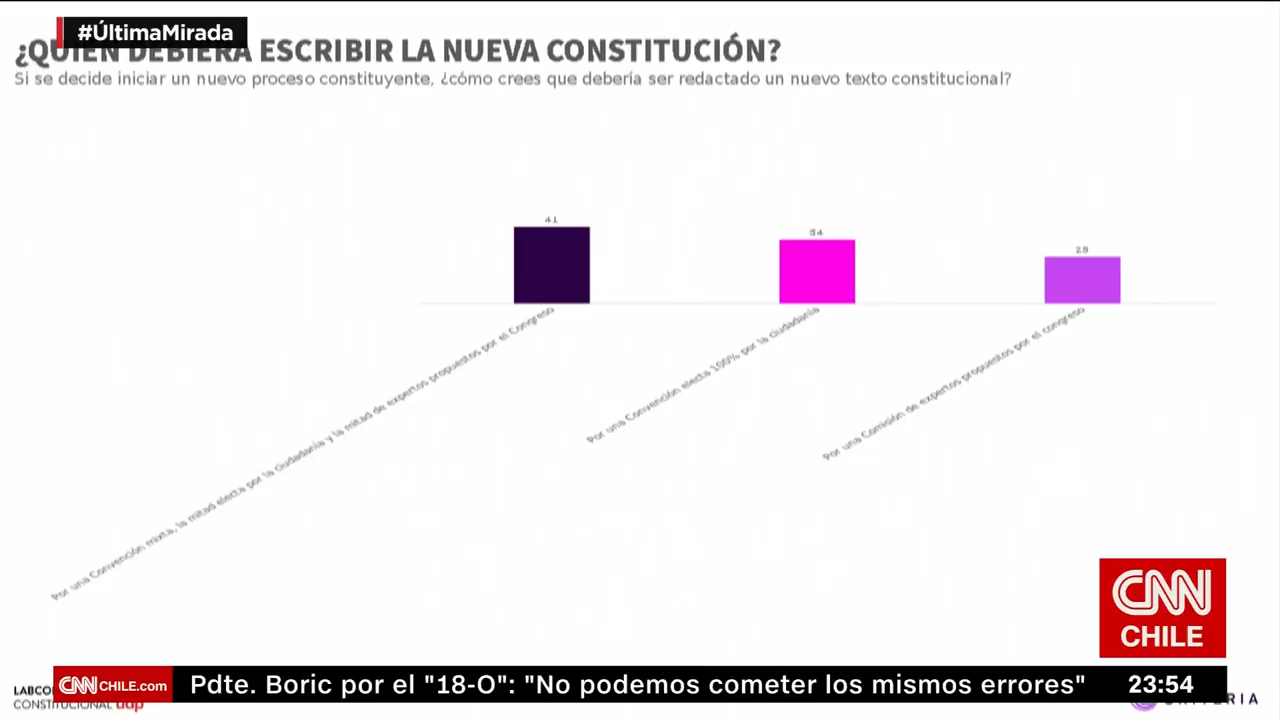 #ÚltimaMirada
¿QUIÉN DEBIERA ESCRIBIR LA NUEVA CONSTITUCIÓN?
Si se decide iniciar un nuevo proceso constituyente, ¿cómo crees que debería ser redactado un nuevo texto constitucional?
41
34
25
Por una Convención mixta, la mitad electa por la ciudadanía y la mitad de expertos propuestos por el Congreso
Por una Convención electa 100% por la ciudadanía
Por una Comisión de expertos propuestos por el congreso
CNN
CHILE
CNNCHILE.com
Pdte. Boric por el "18-O": "No podemos cometer los mismos errores"
23:54
CONSTITUCIONAL udp
CRITERIA